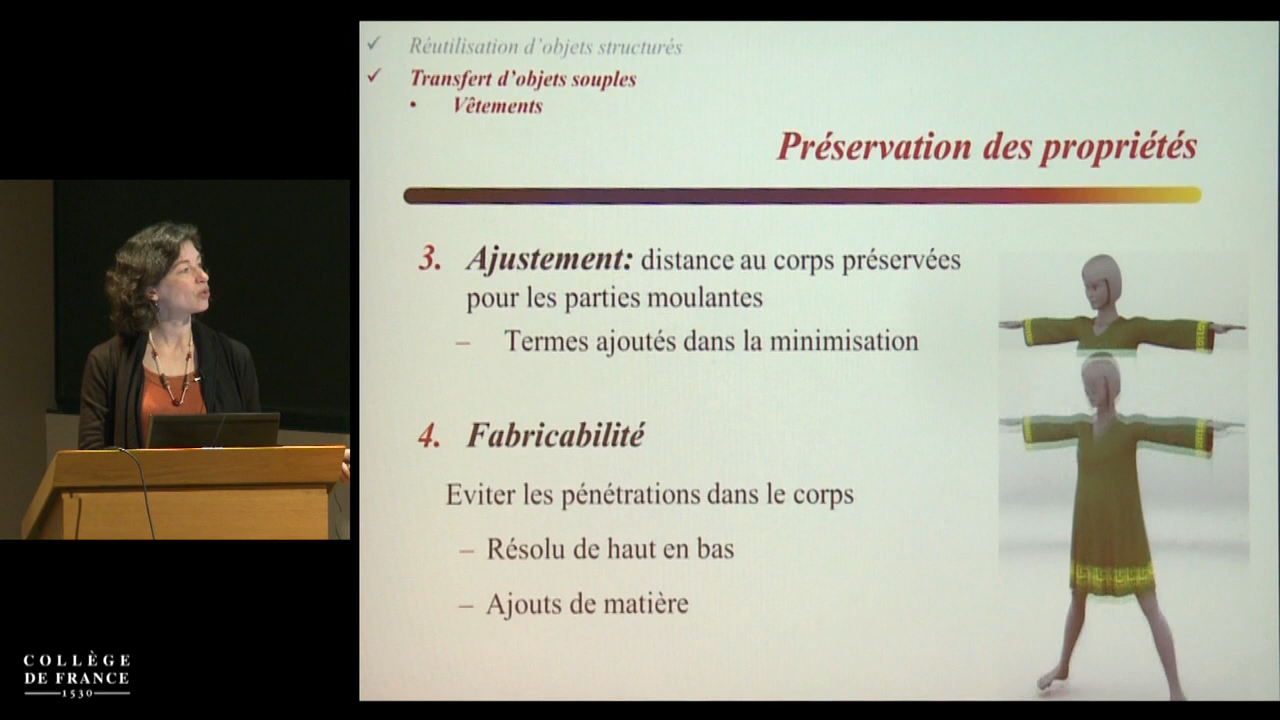 ✓ Réutilisation d'objets structurés
✓ Transfert d'objets souples
• Vêtements
Préservation des propriétés
3. Ajustement: distance au corps préservées
pour les parties moulantes
– Termes ajoutés dans la minimisation
4. Fabricabilité
Eviter les pénétrations dans le corps
– Résolu de haut en bas
– Ajouts de matière
COLLÈGE
DE FRANCE
1530